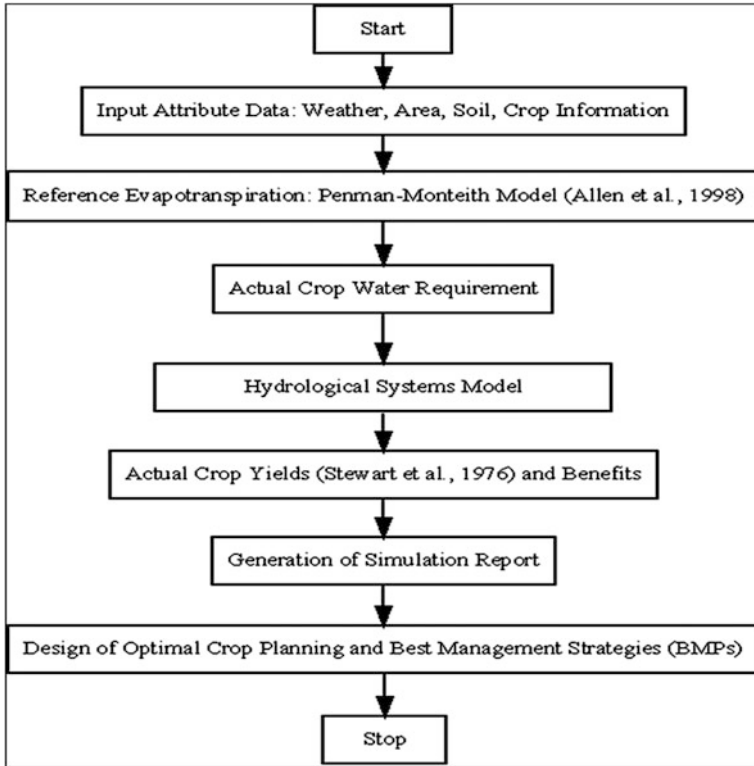 Start
Input Attribute Data: Weather, Area, Soil, Crop Information
Reference Evapotranspiration: Penman-Monteith Model (Allen et al., 1998)
Actual Crop Water Requirement
Hydrological Systems Model
Actual Crop Yields (Stewart et al., 1976) and Benefits
Generation of Simulation Report
Design of Optimal Crop Planning and Best Management Strategies (BMPs)
Stop